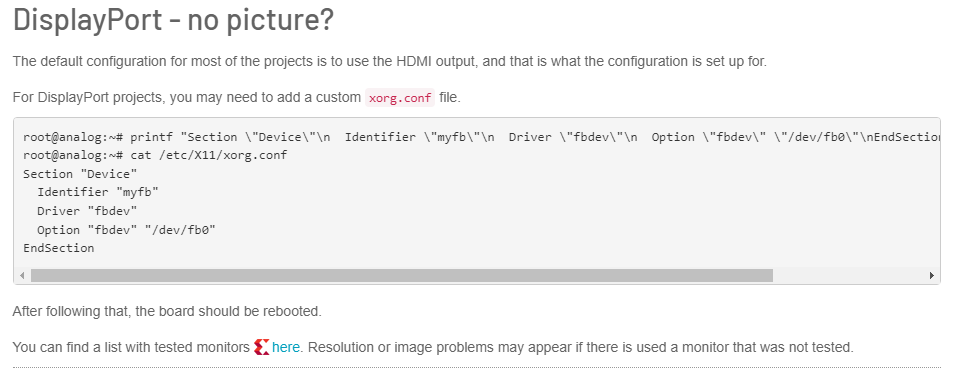 DisplayPort - no picture?
The default configuration for most of the projects is to use the HDMI output, and that is what the configuration is set up for.
For DisplayPort projects, you may need to add a custom xorg.conf file.
root@analog:~# printf "Section \"Device\"\n  Identifier \"myfb\"\n  Driver \"fbdev\"\n  Option \"fbdev\" \"/dev/fb0\"\nEndSection
root@analog:~# cat /etc/X11/xorg.conf
Section "Device"
  Identifier "myfb"
  Driver "fbdev"
  Option "fbdev" "/dev/fb0"
EndSection
After following that, the board should be rebooted.
You can find a list with tested monitors here. Resolution or image problems may appear if there is used a monitor that was not tested.